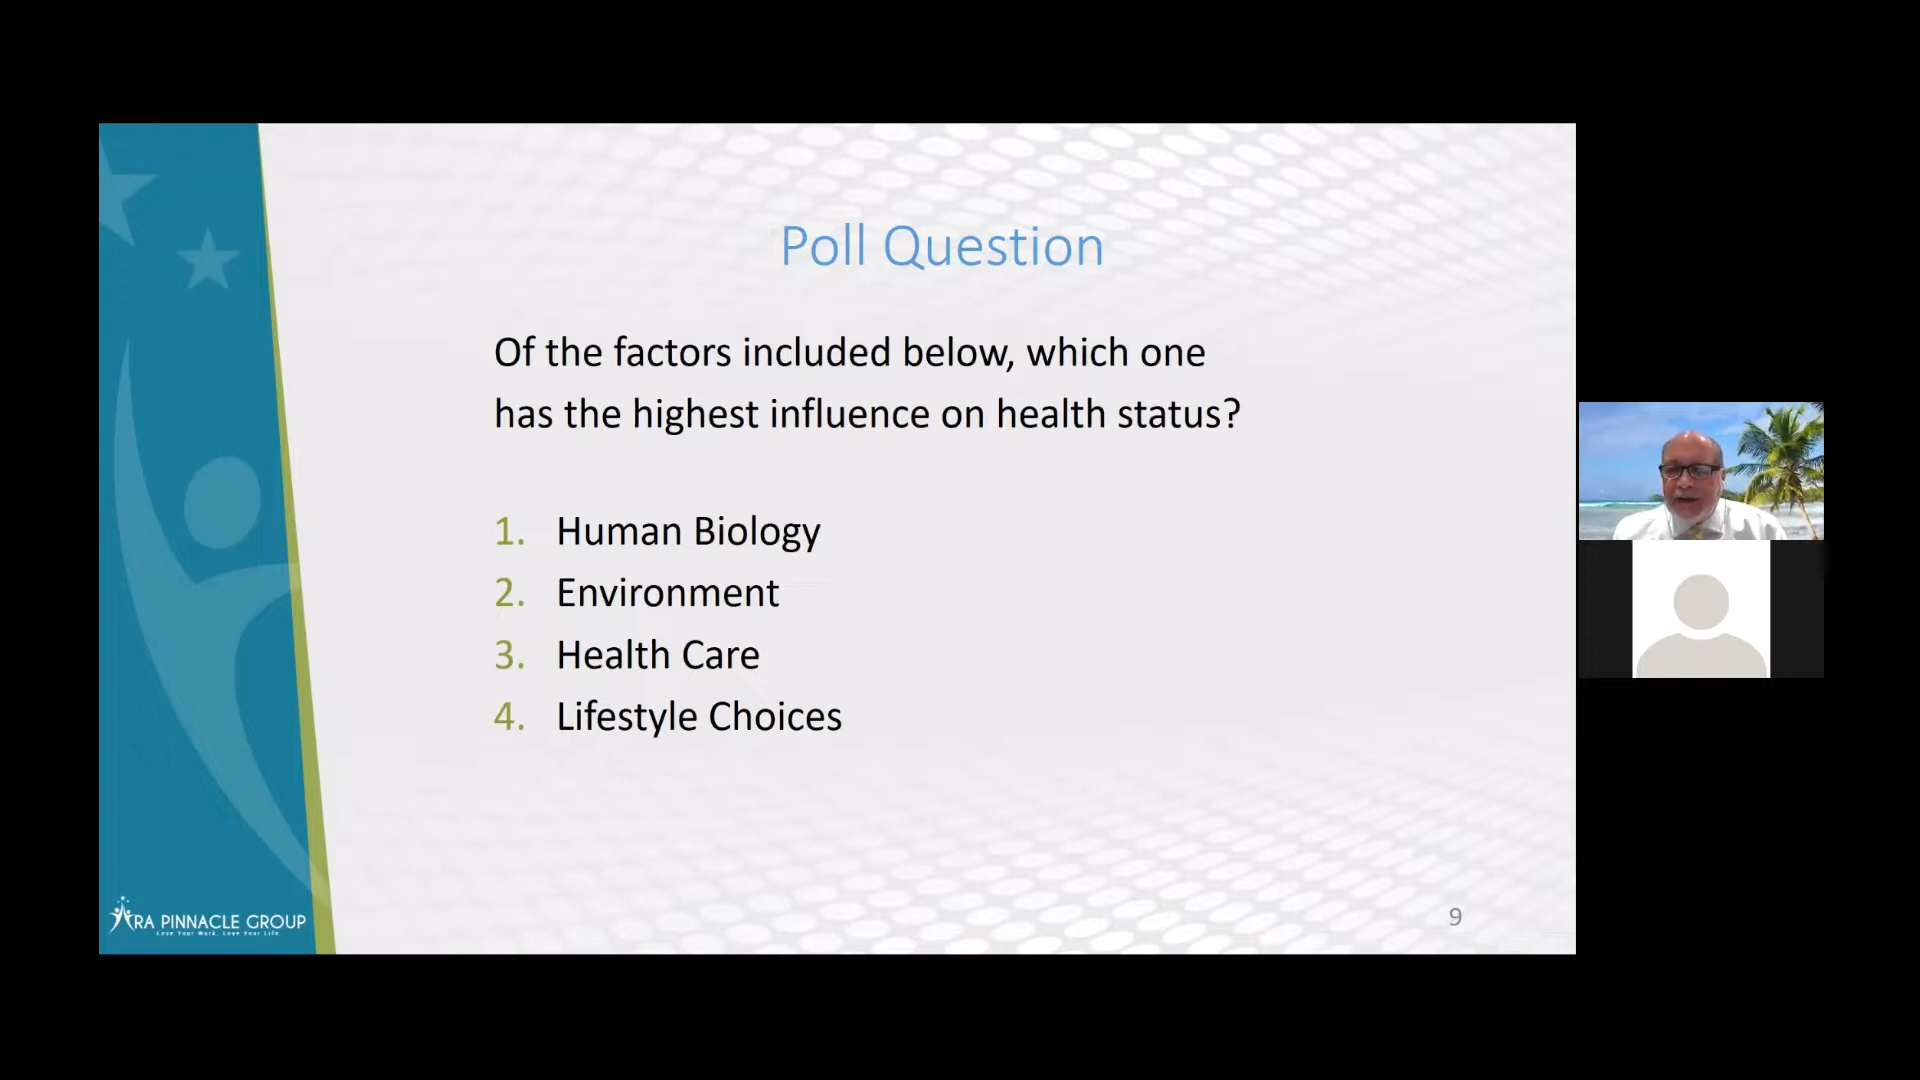 Poll Question
Of the factors included below, which one
has the highest influence on health status?
1. Human Biology
2. Environment
3. Health Care
4. Lifestyle Choices
RA PINNACLE GROUP
Love Your Work. Love Your Life
9